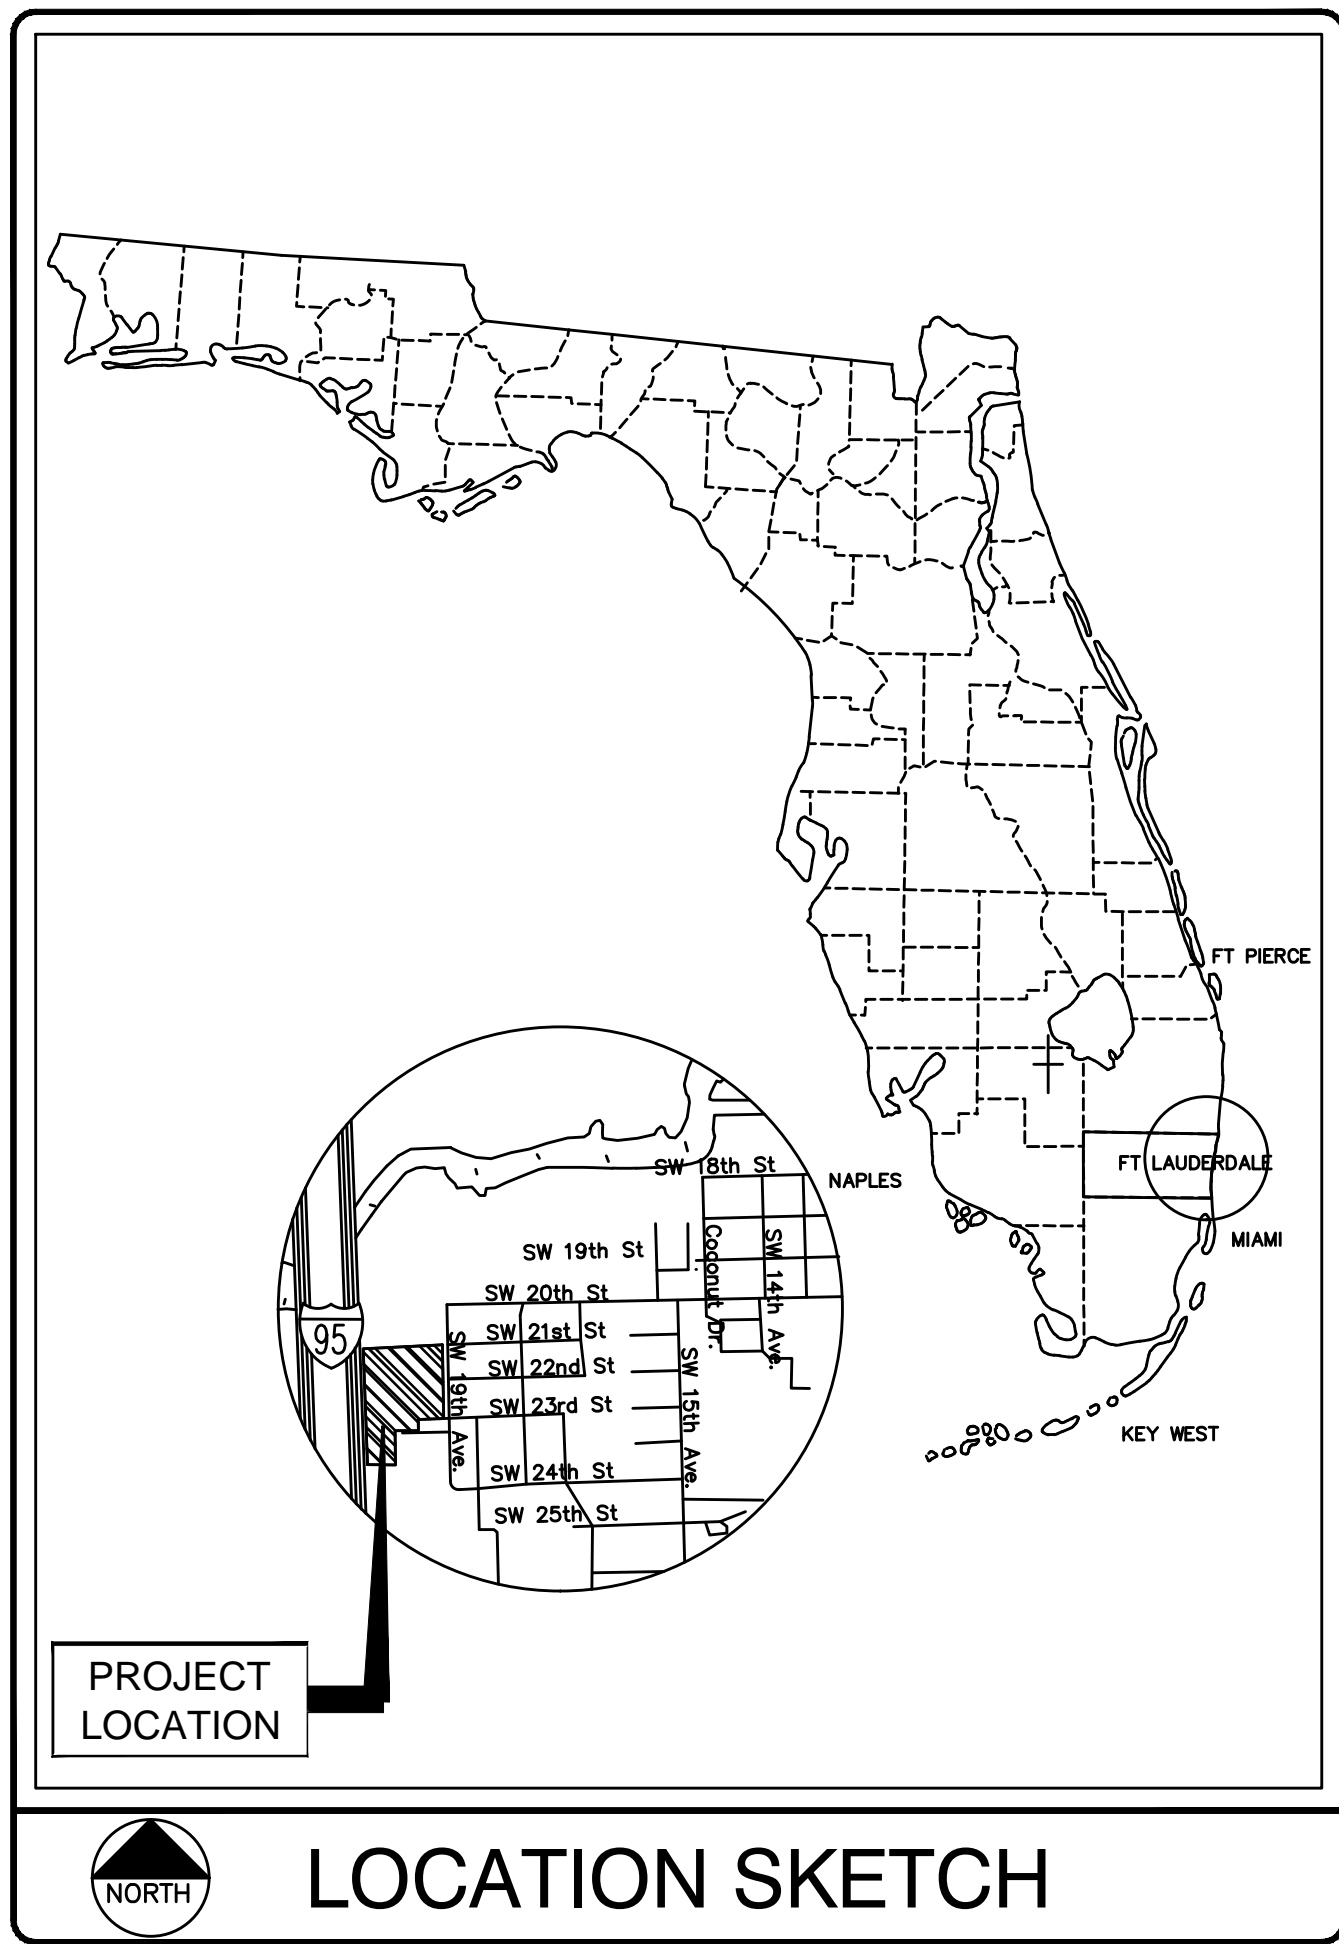 FT PIERCE
FT LAUDERDALE
NAPLES
MIAMI
KEY WEST
SW 18th St
SW 19th St
SW 20th St
SW 21st St
SW 22nd St
SW 23rd St
SW 24th St
SW 25th St
Coconut Dr.
SW 14th Ave.
SW 15th Ave.
SW 19th Ave.
95
PROJECT
LOCATION
NORTH
LOCATION SKETCH